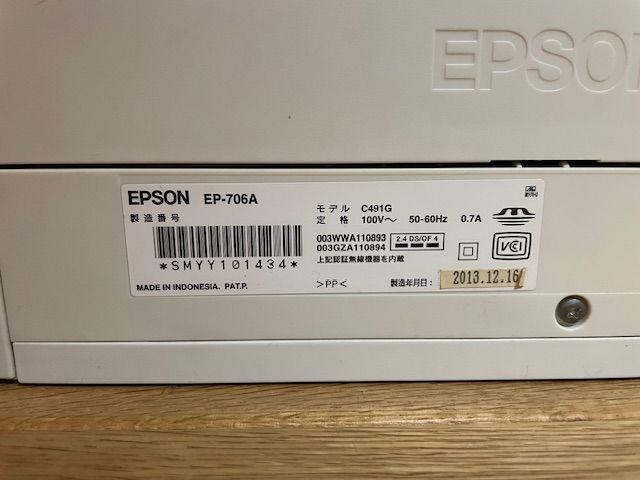 EPSON
EPSON EP-706A
製造番号
*SMYY101434*
MADE IN INDONESIA. PAT.P.
モデル C491G
定格 100V～ 50-60Hz 0.7A
003WWA110893
003GZA110894
2.4 DS/OF 4
上記認証無線機器を内蔵
>PP<
製造年月日: 2013.12.16
VCI